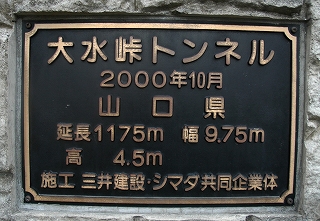 大水峠トンネル
2000年10月
山口県
延長1175m 幅9.75m
高 4.5m
施工 三井建設・シマダ共同企業体